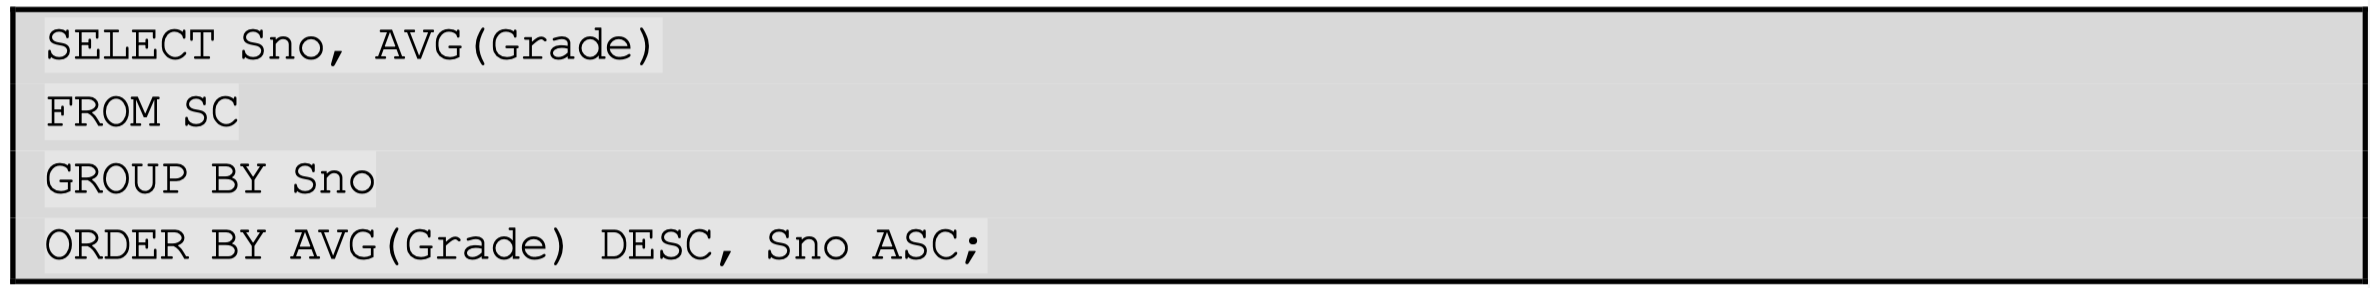 SELECT Sno, AVG(Grade)
FROM SC
GROUP BY Sno
ORDER BY AVG(Grade) DESC, Sno ASC;